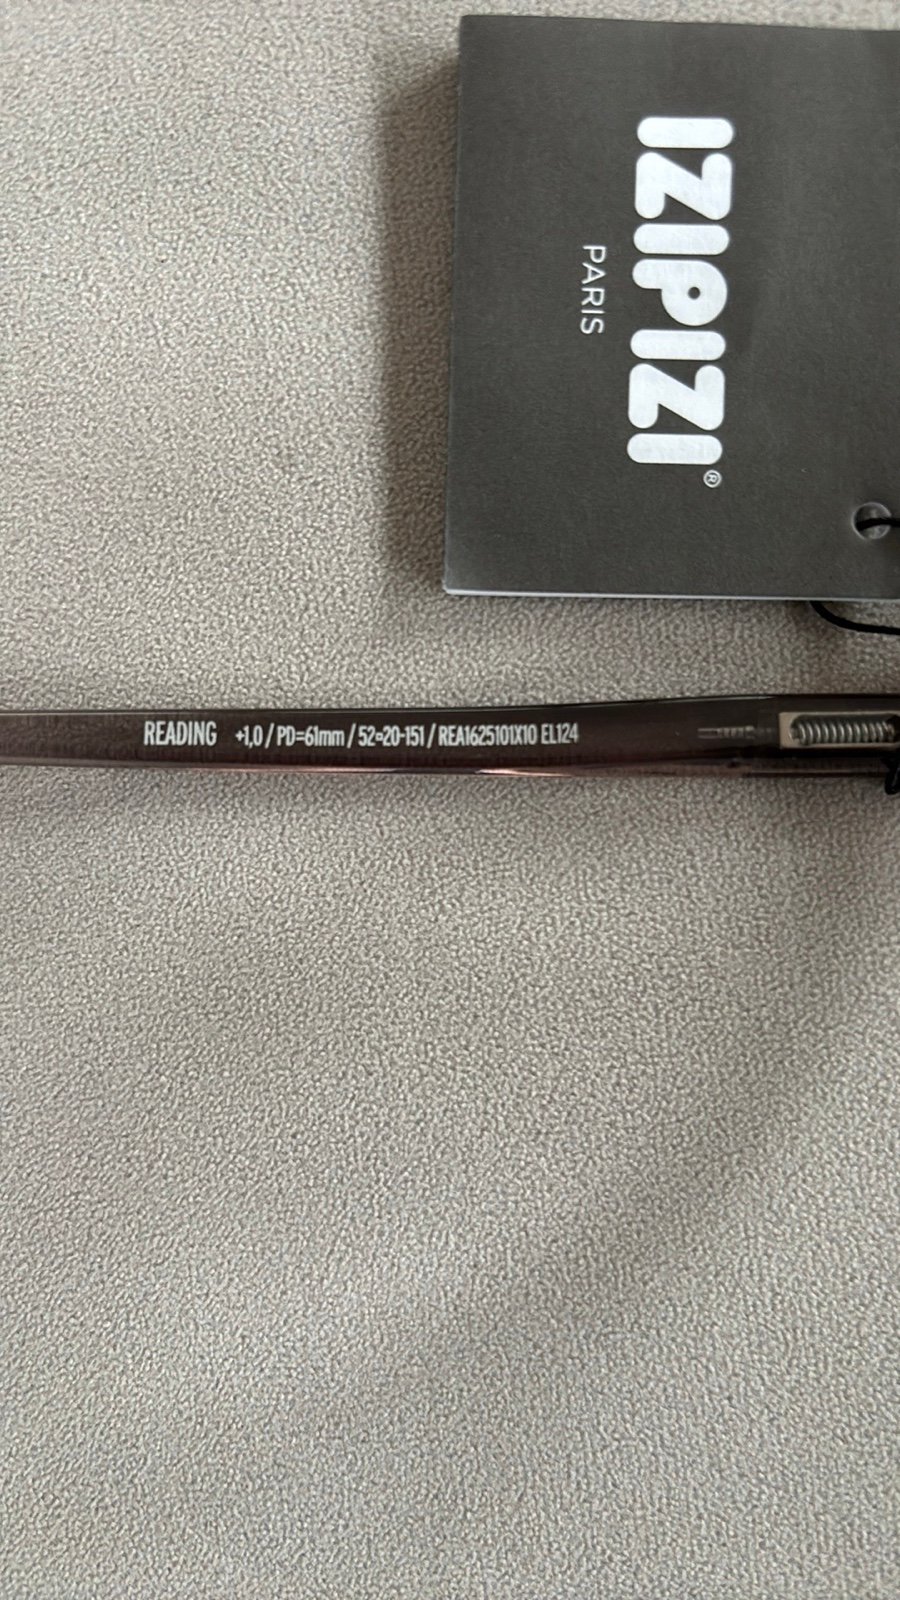 IZIPIZI®
PARIS
READING +1,0 / PD=61mm / 52¤20-151 / REA1625101X10 EL124